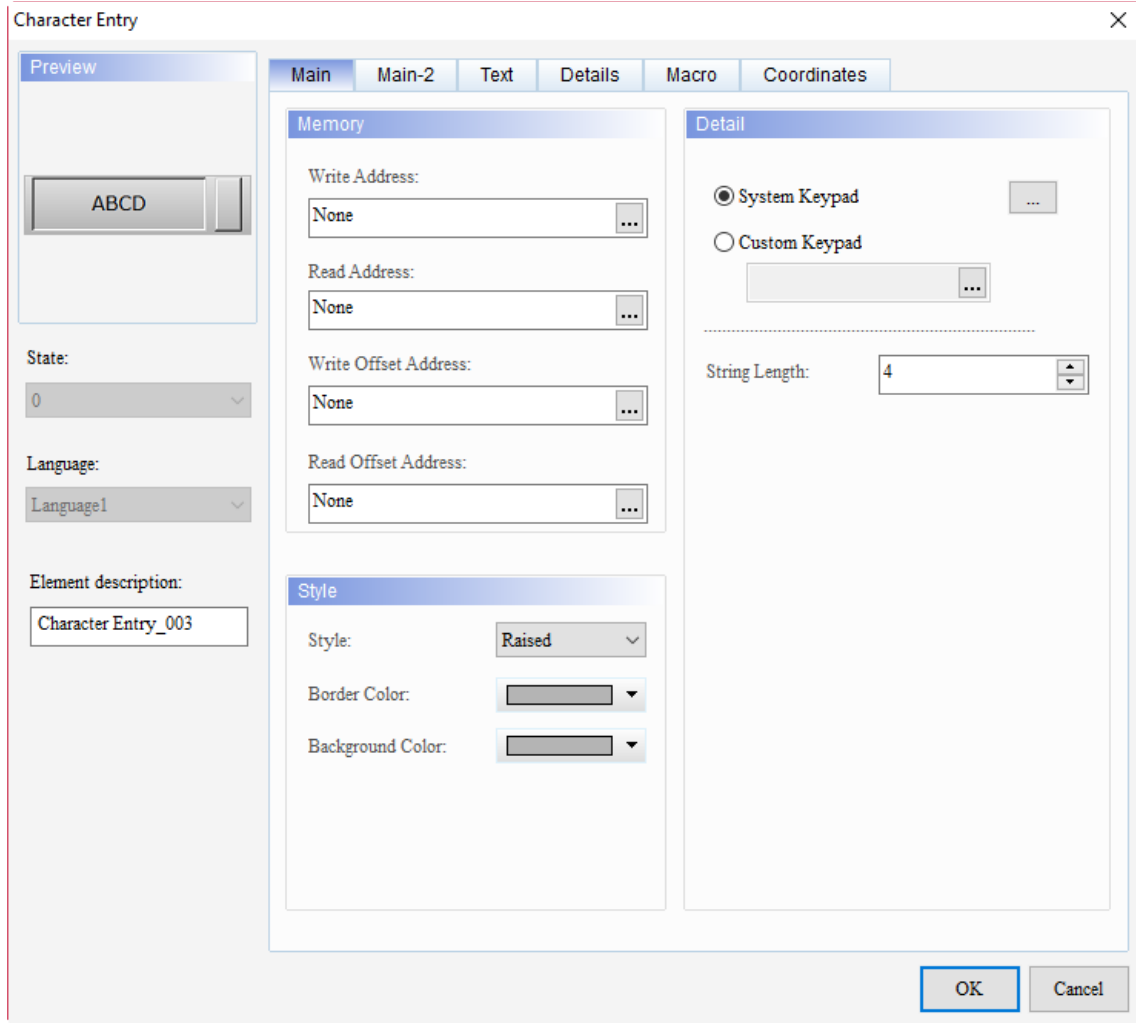 Character Entry
Preview
ABCD
State:
0
Language:
Language1
Element description:
Character Entry_003
Main
Main-2
Text
Details
Macro
Coordinates
Memory
Write Address:
None
...
Read Address:
None
...
Write Offset Address:
None
...
Read Offset Address:
None
...
Style
Style:
Raised
Border Color:
Background Color:
Detail
System Keypad
...
Custom Keypad
...
String Length:
4
OK
Cancel